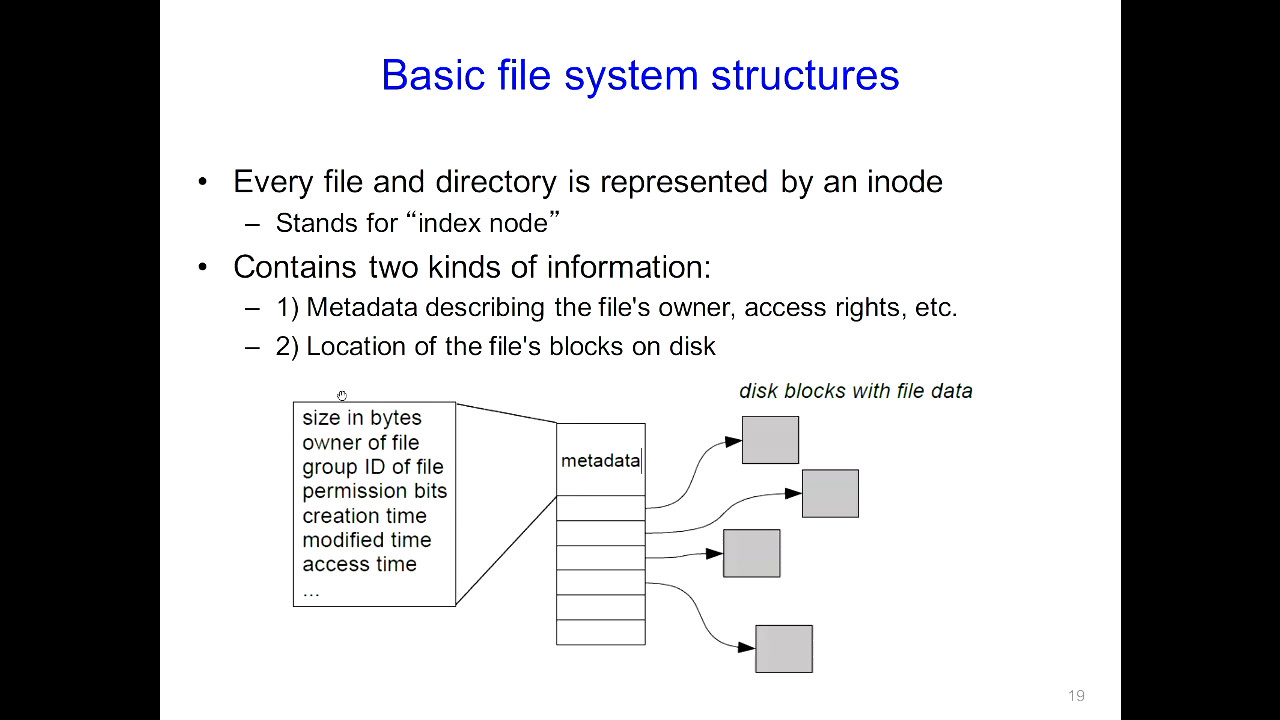 Basic file system structures
• Every file and directory is represented by an inode
– Stands for “index node”
• Contains two kinds of information:
– 1) Metadata describing the file's owner, access rights, etc.
– 2) Location of the file's blocks on disk
disk blocks with file data
size in bytes
owner of file
group ID of file
permission bits
creation time
modified time
access time
...
metadata
19